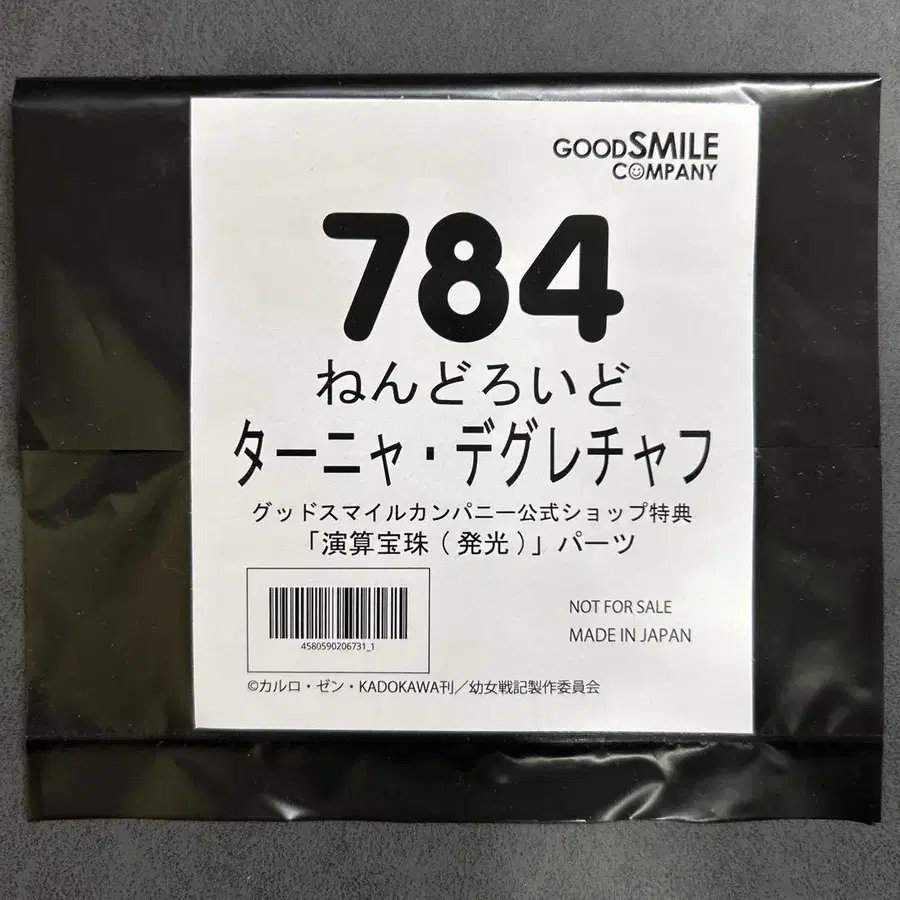 GOODSMILE
COMPANY
784
ねんどろいど
ターニャ・デグレチャフ
グッドスマイルカンパニー公式ショップ特典
「演算宝珠(発光)」パーツ
4580590206731_1
NOT FOR SALE
MADE IN JAPAN
©カルロ・ゼン・KADOKAWA刊／幼女戦記製作委員会